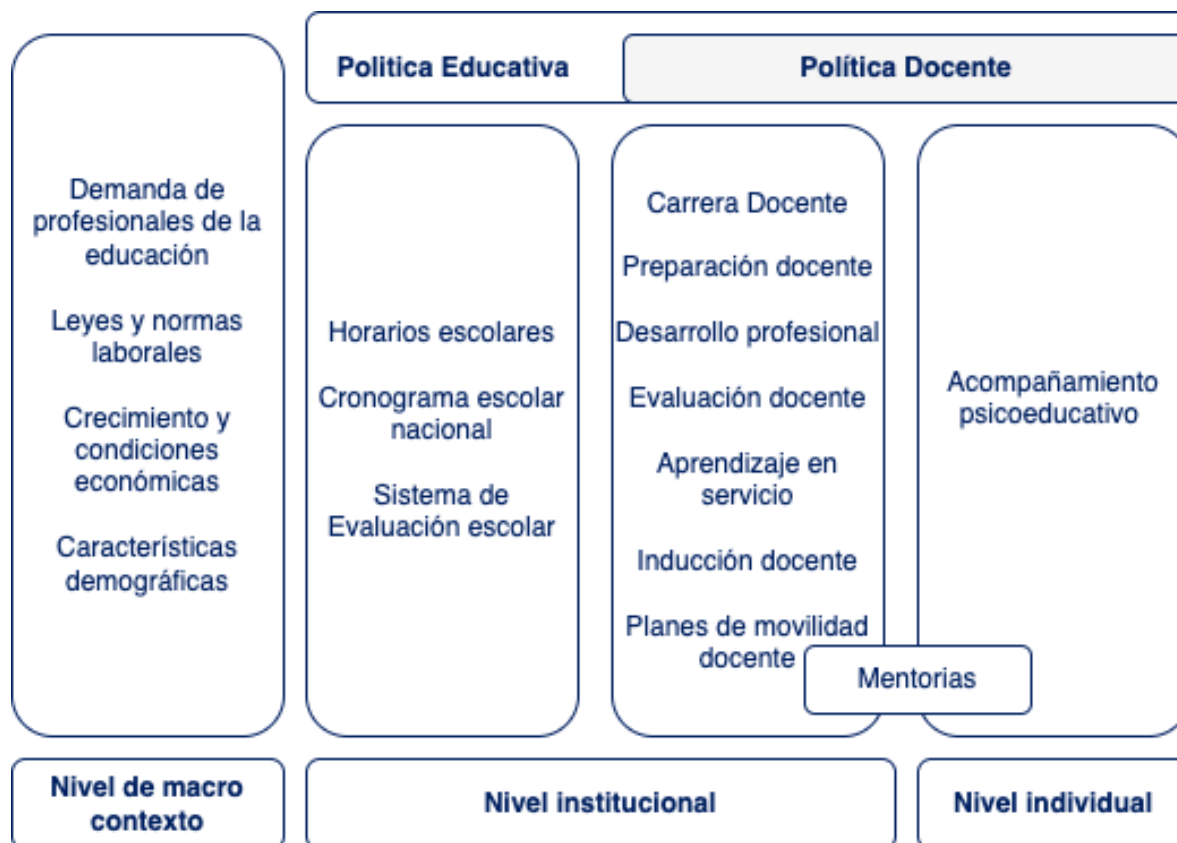 Politica Educativa
Política Docente
Demanda de
profesionales de la
educación
Leyes y normas
laborales
Crecimiento y
condiciones
económicas
Características
demográficas
Horarios escolares
Cronograma escolar
nacional
Sistema de
Evaluación escolar
Carrera Docente
Preparación docente
Desarrollo profesional
Evaluación docente
Aprendizaje en
servicio
Inducción docente
Planes de movilidad
docente
Acompañamiento
psicoeducativo
Mentorias
Nivel de macro
contexto
Nivel institucional
Nivel individual